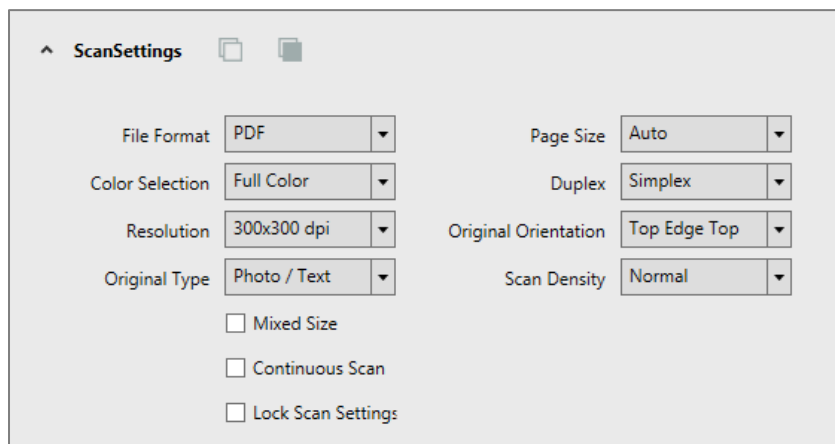 ScanSettings
File Format PDF Page Size Auto
Color Selection Full Color Duplex Simplex
Resolution 300x300 dpi Original Orientation Top Edge Top
Original Type Photo / Text Scan Density Normal
Mixed Size
Continuous Scan
Lock Scan Settings